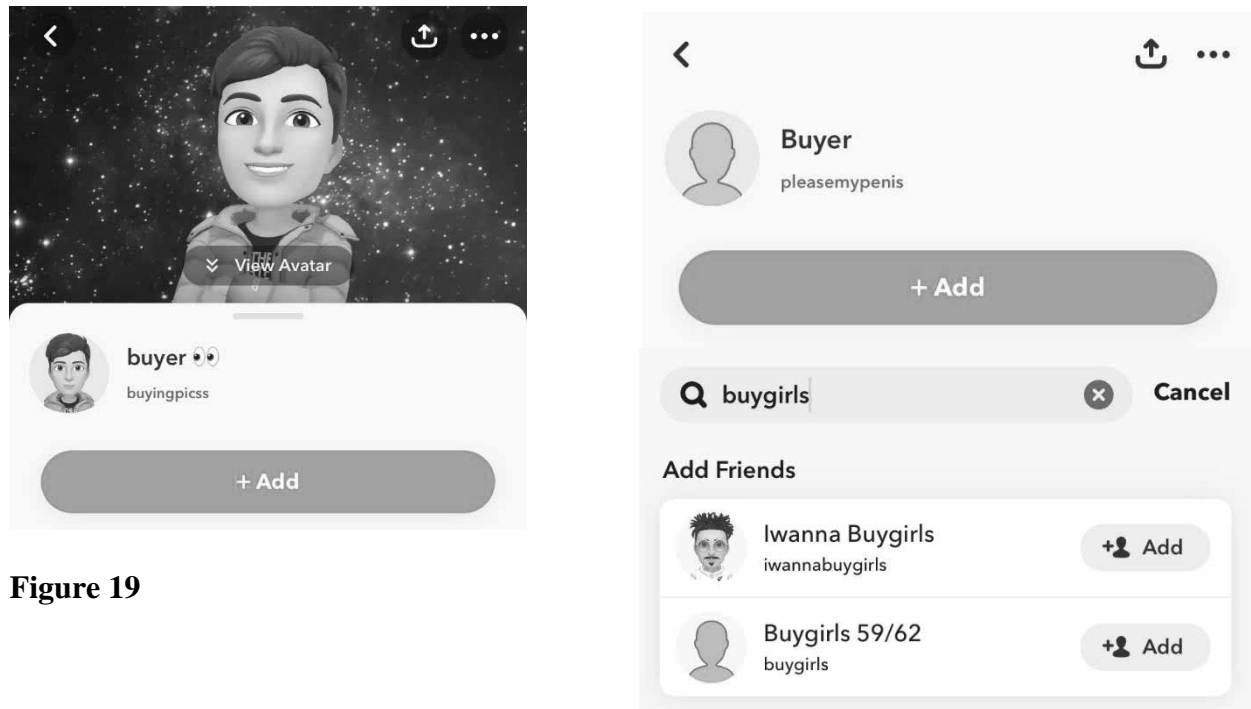 THE
View Avatar
buyer 👀
buyingpicss
+ Add
Figure 19
Buyer
pleasemypenis
+ Add
buygirls
Cancel
Add Friends
Iwanna Buygirls
iwannabuygirls
Add
Buygirls 59/62
buygirls
Add